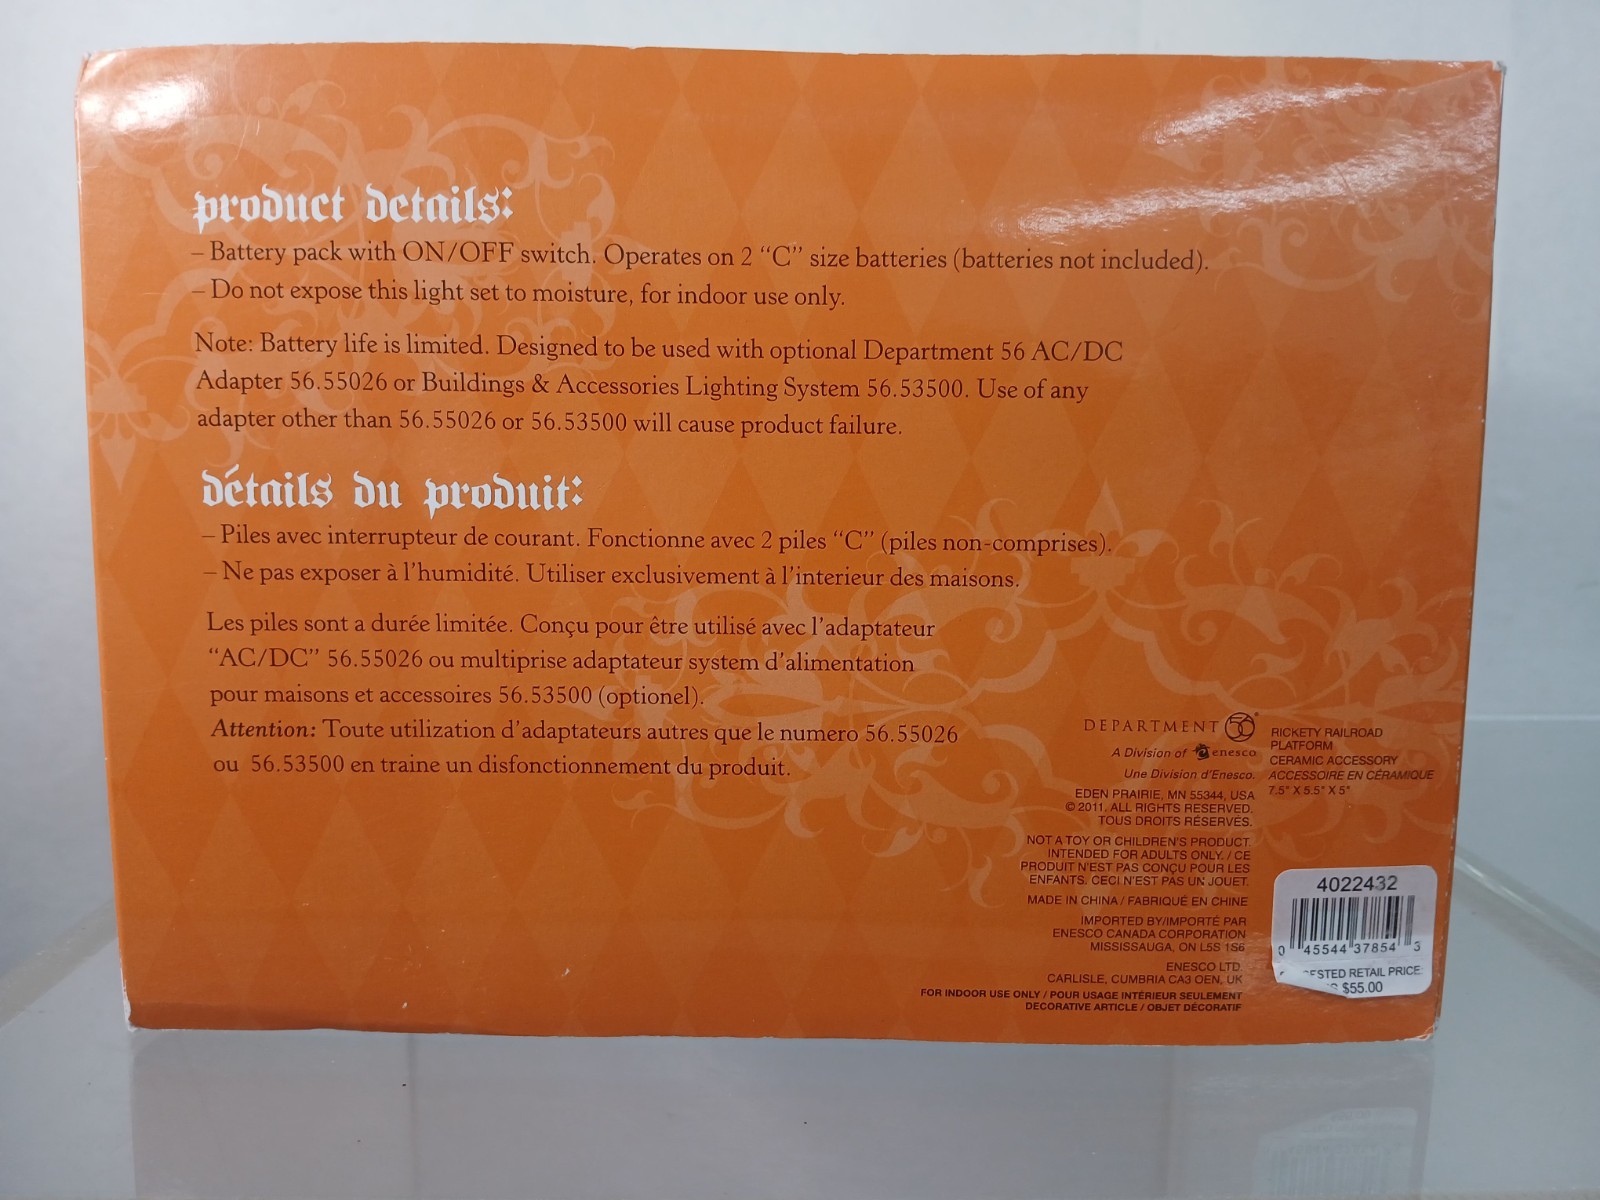 product details:
– Battery pack with ON/OFF switch. Operates on 2 “C” size batteries (batteries not included).
– Do not expose this light set to moisture, for indoor use only.
Note: Battery life is limited. Designed to be used with optional Department 56 AC/DC
Adapter 56.55026 or Buildings & Accessories Lighting System 56.53500. Use of any
adapter other than 56.55026 or 56.53500 will cause product failure.
détails du produit:
– Piles avec interrupteur de courant. Fonctionne avec 2 piles “C” (piles non-comprises).
– Ne pas exposer à l’humidité. Utiliser exclusivement à l’interieur des maisons.
Les piles sont a durée limitée. Conçu pour être utilisé avec l’adaptateur
“AC/DC” 56.55026 ou multiprise adaptateur system d’alimentation
pour maisons et accessoires 56.53500 (optionel).
Attention: Toute utilization d’adaptateurs autres que le numero 56.55026
ou 56.53500 en traine un disfonctionnement du produit.
DEPARTMENT 56®
A Division of enesco
Une Division d’Enesco.
EDEN PRAIRIE, MN 55344, USA
© 2011. ALL RIGHTS RESERVED.
TOUS DROITS RÉSERVÉS.
NOT A TOY OR CHILDREN’S PRODUCT.
INTENDED FOR ADULTS ONLY. / CE
PRODUIT N’EST PAS CONÇU POUR LES
ENFANTS. CECI N’EST PAS UN JOUET.
MADE IN CHINA / FABRIQUÉ EN CHINE
IMPORTED BY/IMPORTÉ PAR
ENESCO CANADA CORPORATION
MISSISSAUGA, ON L5S 1S6
ENESCO LTD.
CARLISLE, CUMBRIA CA3 OEN, UK
FOR INDOOR USE ONLY / POUR USAGE INTÉRIEUR SEULEMENT
DECORATIVE ARTICLE / OBJET DÉCORATIF
RICKETY RAILROAD
PLATFORM
CERAMIC ACCESSORY
ACCESSOIRE EN CÉRAMIQUE
7.5" X 5.5" X 5"
4022432
0 45544 37854 3
RETAIL PRICE:
$55.00